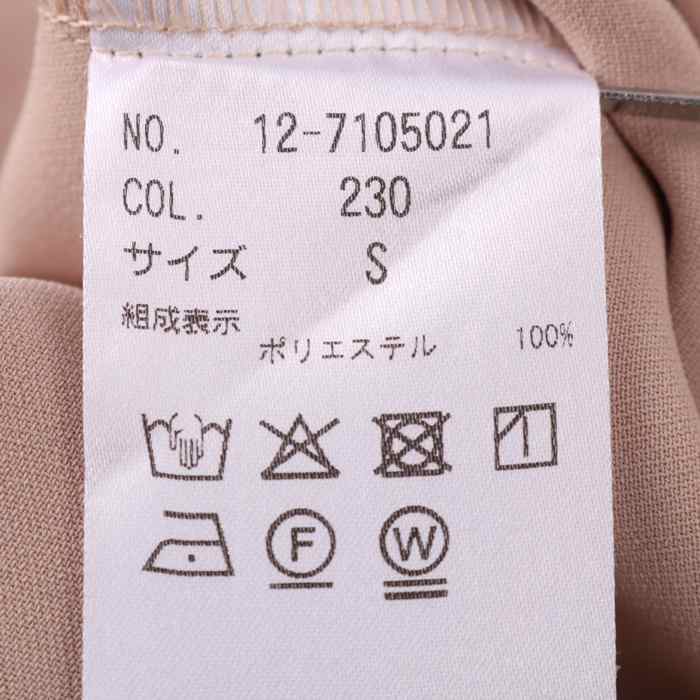 NO. 12-7105021
COL. 230
サイズ S
組成表示
ポリエステル 100%
F W